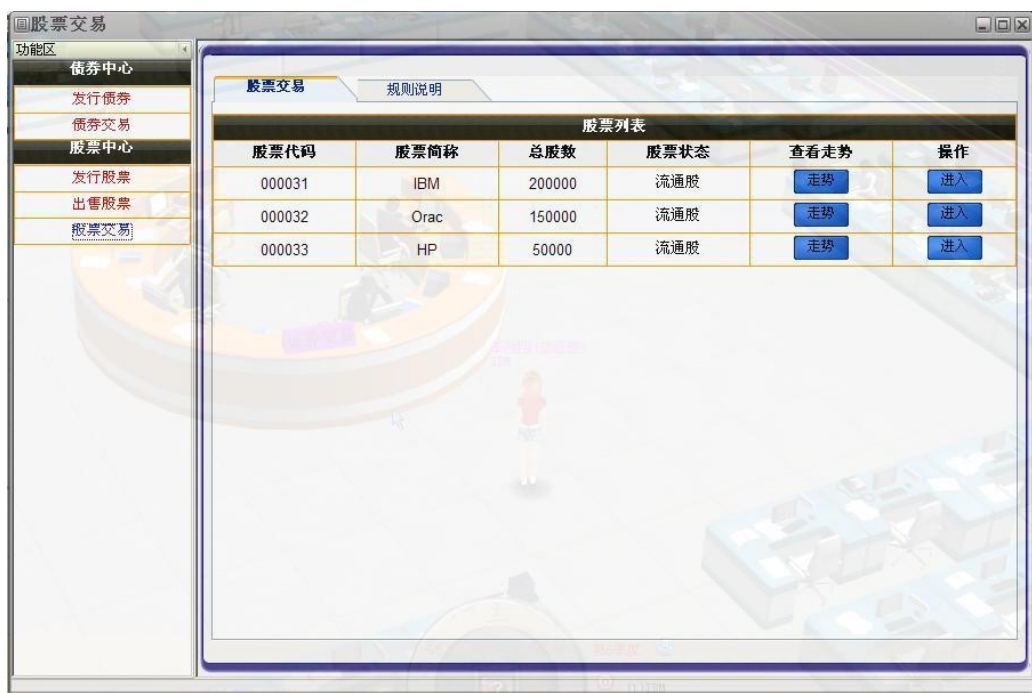 股票交易
功能区
债券中心
发行债券
债券交易
股票中心
发行股票
出售股票
股票交易
股票交易 规则说明
股票列表
股票代码 股票简称 总股数 股票状态 查看走势 操作
000031 IBM 200000 流通股 走势 进入
000032 Orac 150000 流通股 走势 进入
000033 HP 50000 流通股 走势 进入